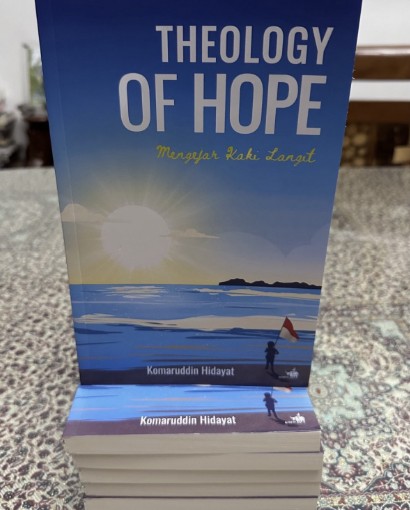 THEOLOGY
OF HOPE
Mengejar Kaki Langit
Komaruddin Hidayat
Komaruddin Hidayat